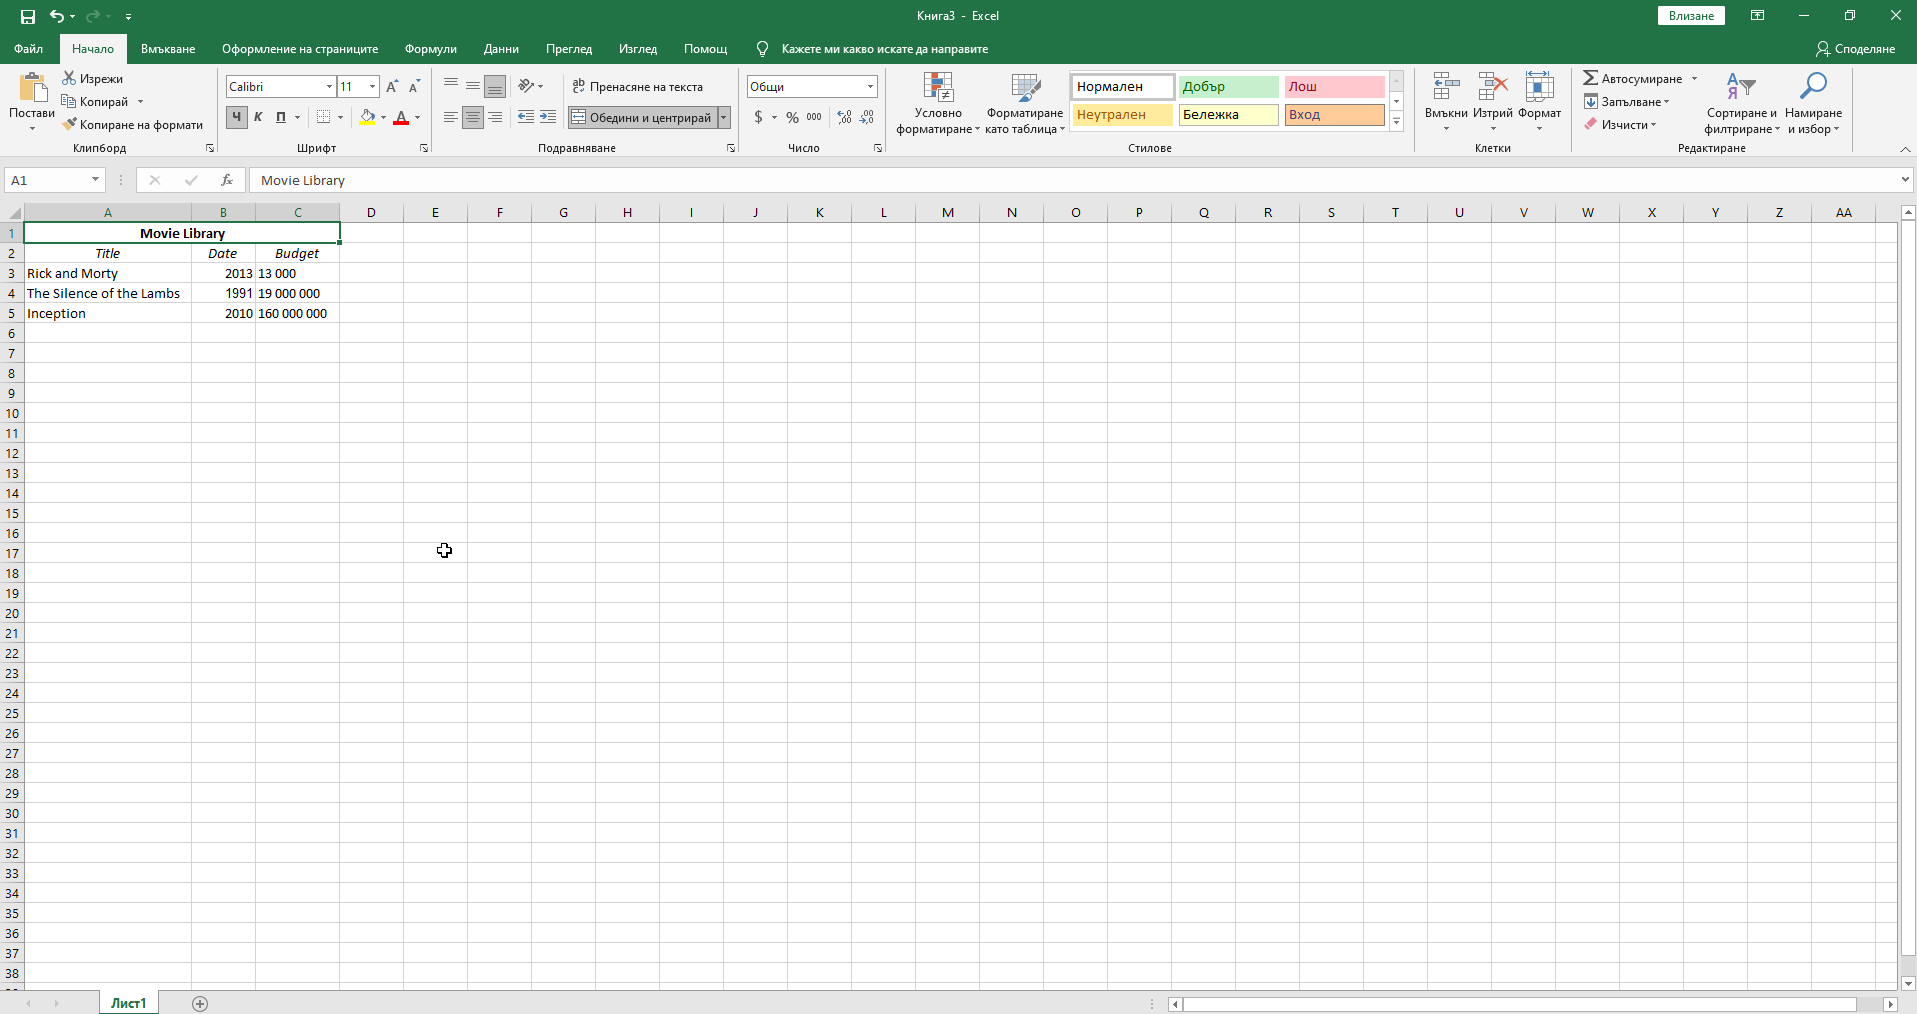 Книга3 - Excel
Влизане
Файл Начало Вмъкване Оформление на страниците Формули Данни Преглед Изглед Помощ Кажете ми какво искате да направите Споделяне
Постави
Изрежи
Копирай
Копиране на формати
Клипборд
Calibri 11
Ч К П
Шрифт
Пренасяне на текста
Обедини и центрирай
Подравняване
Общи
$ % 000
Число
Условно форматиране
Форматиране като таблица
Нормален Добър Лош
Неутрален Бележка Вход
Стилове
Вмъкни Изтрий Формат
Клетки
Автосумиране
Запълване
Изчисти
Сортиране и филтриране
Намиране и избор
Редактиране
A1 fx Movie Library
A B C D E F G H I J K L M N O P Q R S T U V W X Y Z AA
1 Movie Library
2 Title Date Budget
3 Rick and Morty 2013 13 000
4 The Silence of the Lambs 1991 19 000 000
5 Inception 2010 160 000 000
6
7
8
9
10
11
12
13
14
15
16
17
18
19
20
21
22
23
24
25
26
27
28
29
30
31
32
33
34
35
36
37
38
Лист1